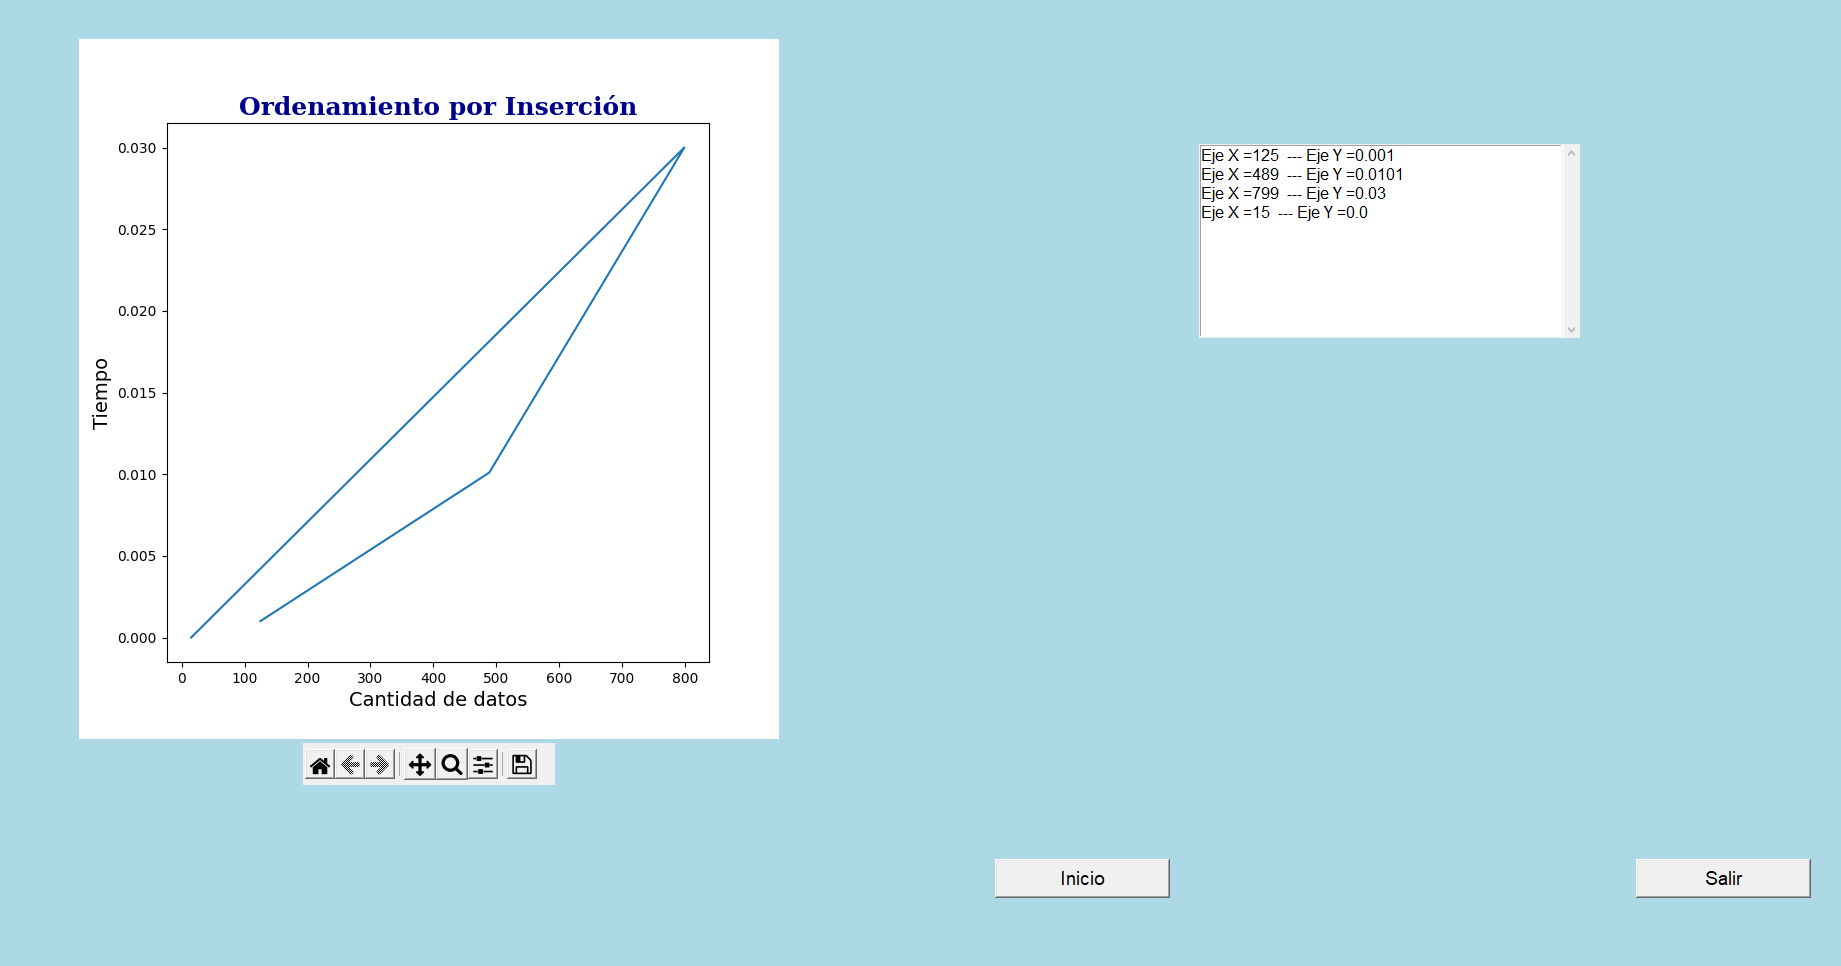 Ordenamiento por Inserción
0.030
0.025
0.020
0.015
0.010
0.005
0.000
Tiempo
0 100 200 300 400 500 600 700 800
Cantidad de datos
Eje X =125 --- Eje Y =0.001
Eje X =489 --- Eje Y =0.0101
Eje X =799 --- Eje Y =0.03
Eje X =15 --- Eje Y =0.0
Inicio
Salir